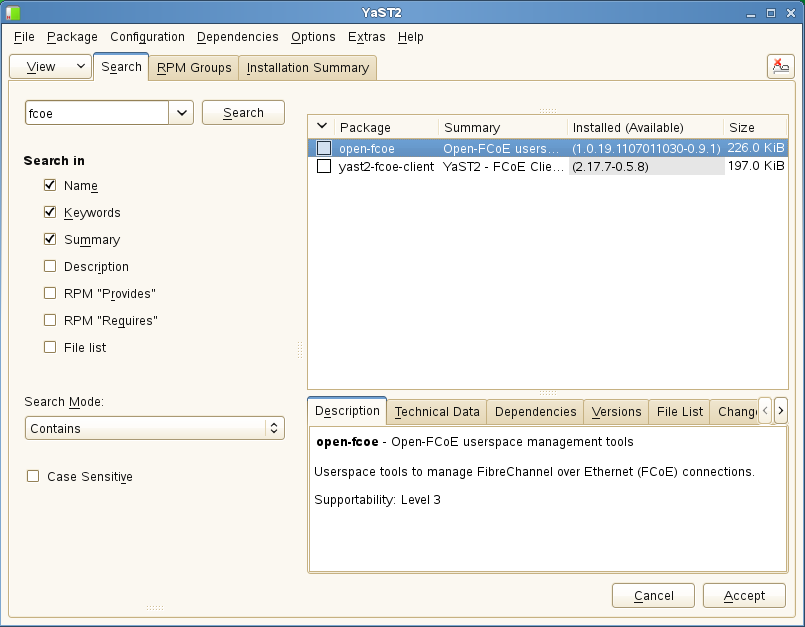 YaST2
File Package Configuration Dependencies Options Extras Help
View Search RPM Groups Installation Summary
fcoe Search
Search in
Name
Keywords
Summary
Description
RPM "Provides"
RPM "Requires"
File list
Search Mode:
Contains
Case Sensitive
Package Summary Installed (Available) Size
open-fcoe Open-FCoE users... (1.0.19.1107011030-0.9.1) 226.0 KiB
yast2-fcoe-client YaST2 - FCoE Clie... (2.17.7-0.5.8) 197.0 KiB
Description Technical Data Dependencies Versions File List Chang
open-fcoe - Open-FCoE userspace management tools
Userspace tools to manage FibreChannel over Ethernet (FCoE) connections.
Supportability: Level 3
Cancel Accept